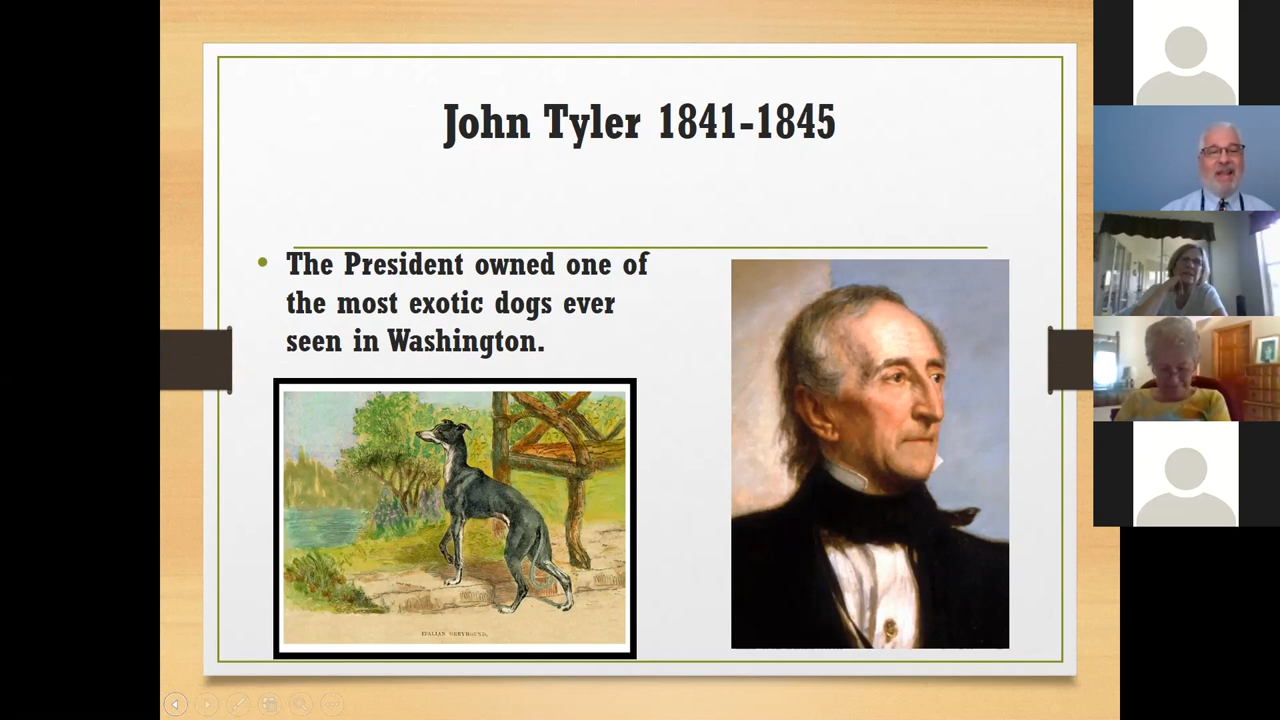 John Tyler 1841-1845
The President owned one of
the most exotic dogs ever
seen in Washington.
ITALIAN GREYHOUND.